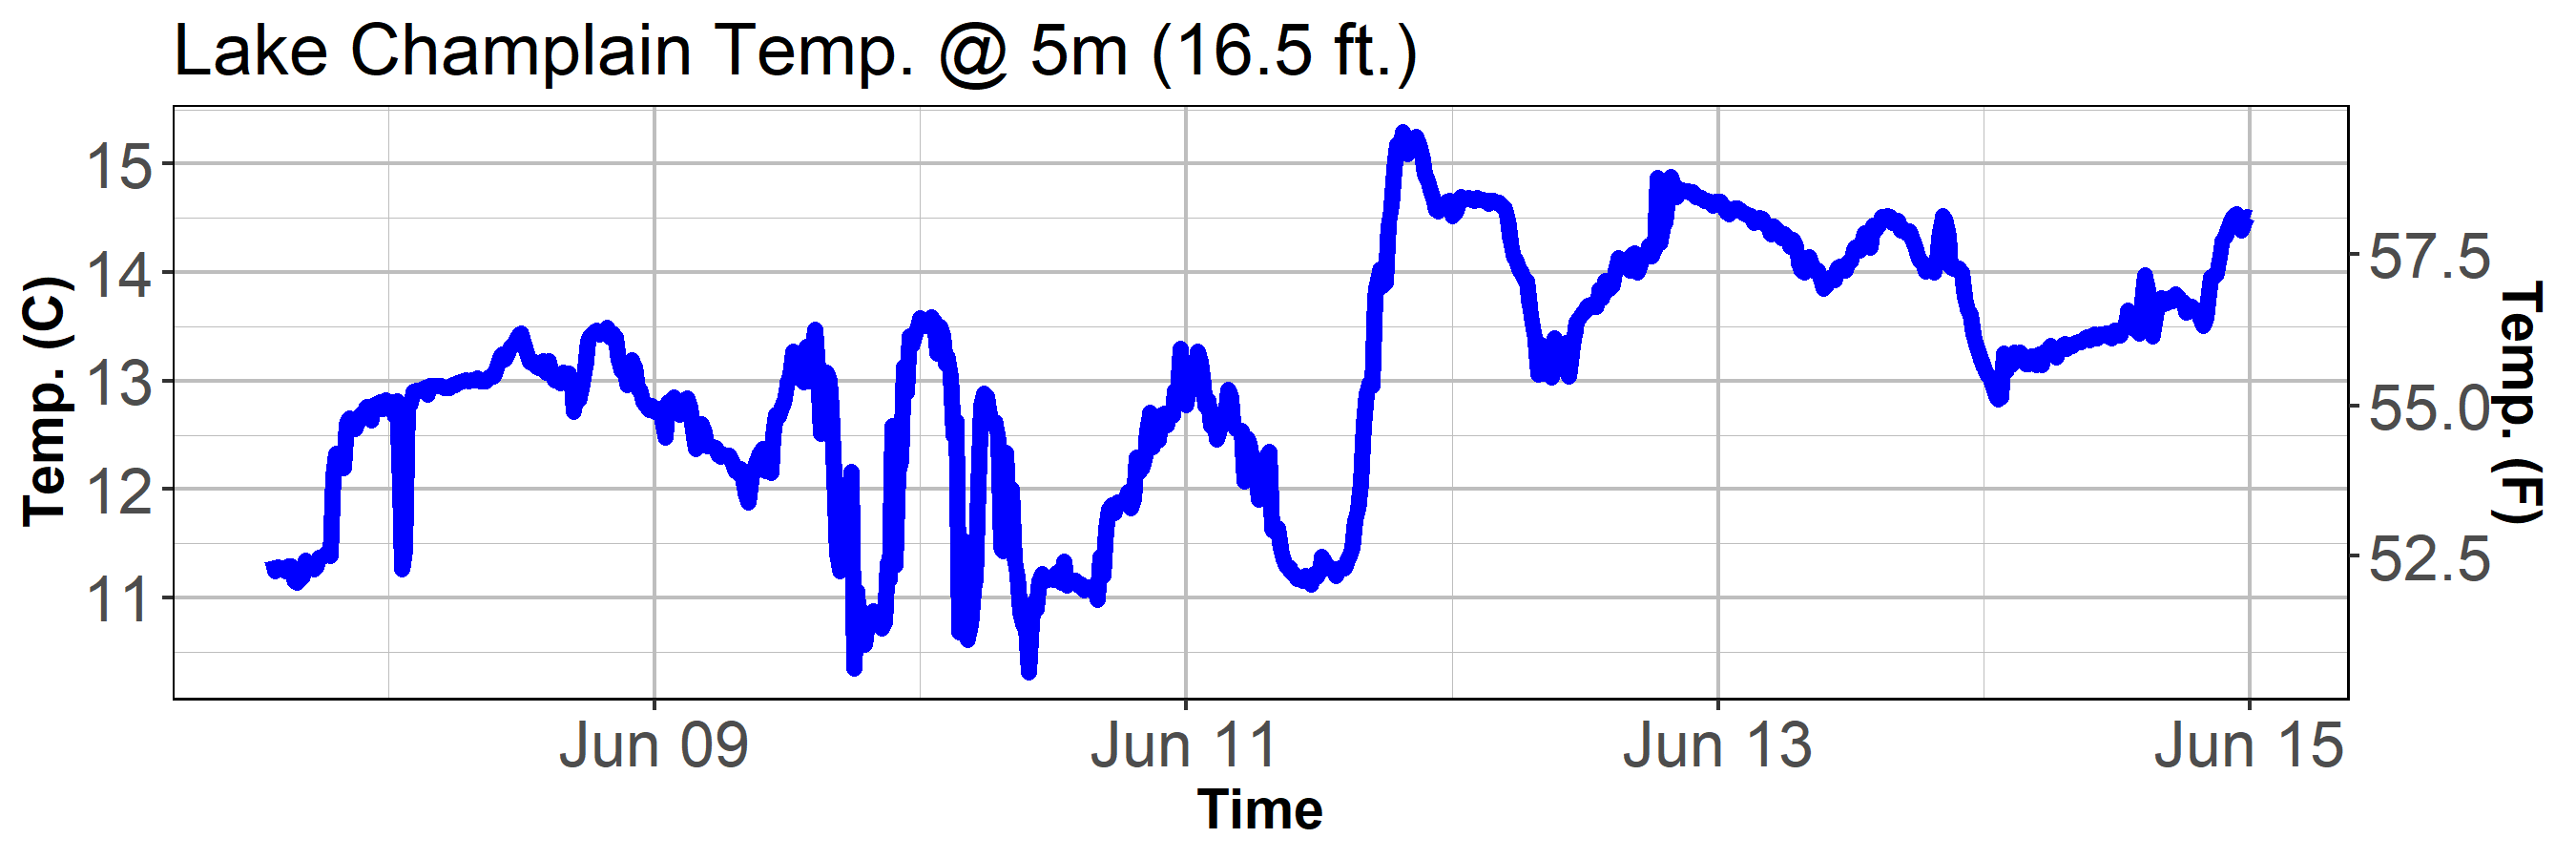 Lake Champlain Temp. @ 5m (16.5 ft.)
Temp. (C)
15
14
13
12
11
57.5
55.0
52.5
Temp. (F)
Jun 09 Jun 11 Jun 13 Jun 15
Time